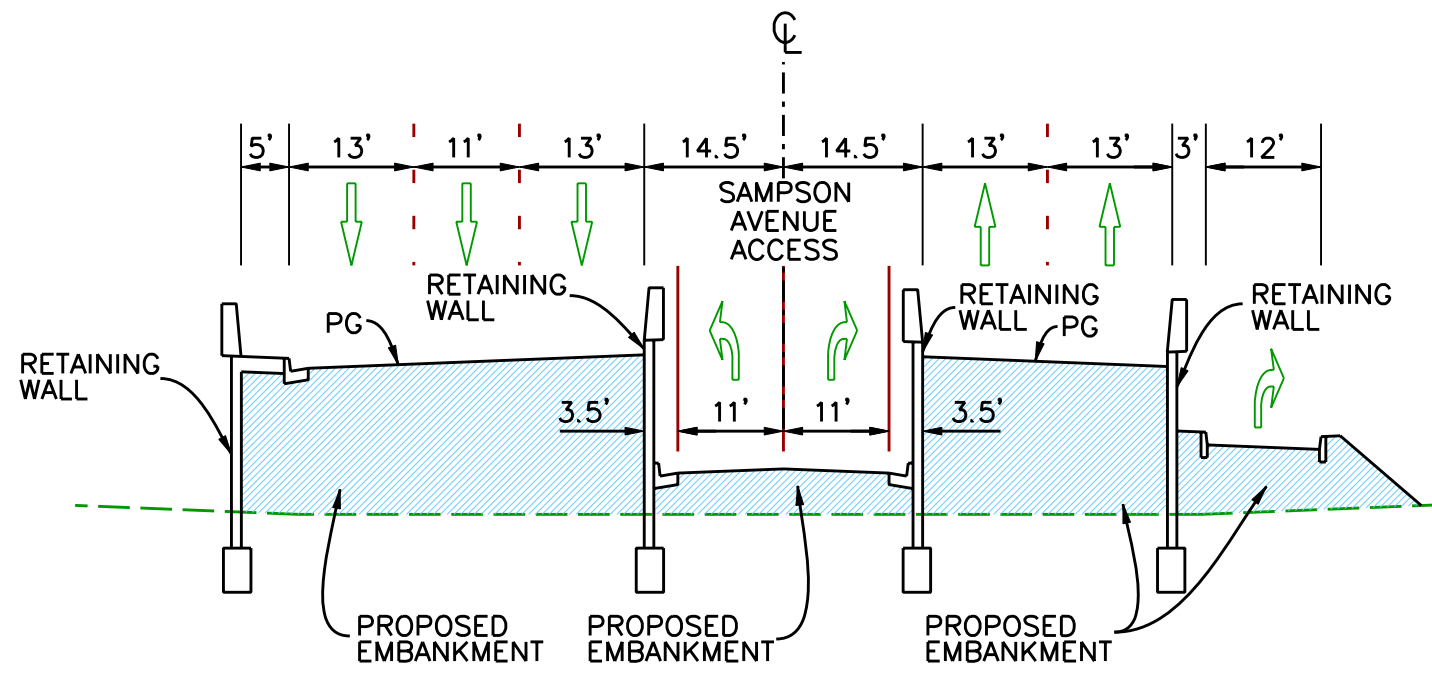 ℄
5' 13' 11' 13' 14.5' 14.5' 13' 13' 3' 12'
SAMPSON
AVENUE
ACCESS
RETAINING
WALL
PG
RETAINING
WALL
RETAINING
WALL
PG
RETAINING
WALL
3.5' 11' 11' 3.5'
PROPOSED
EMBANKMENT
PROPOSED
EMBANKMENT
PROPOSED
EMBANKMENT